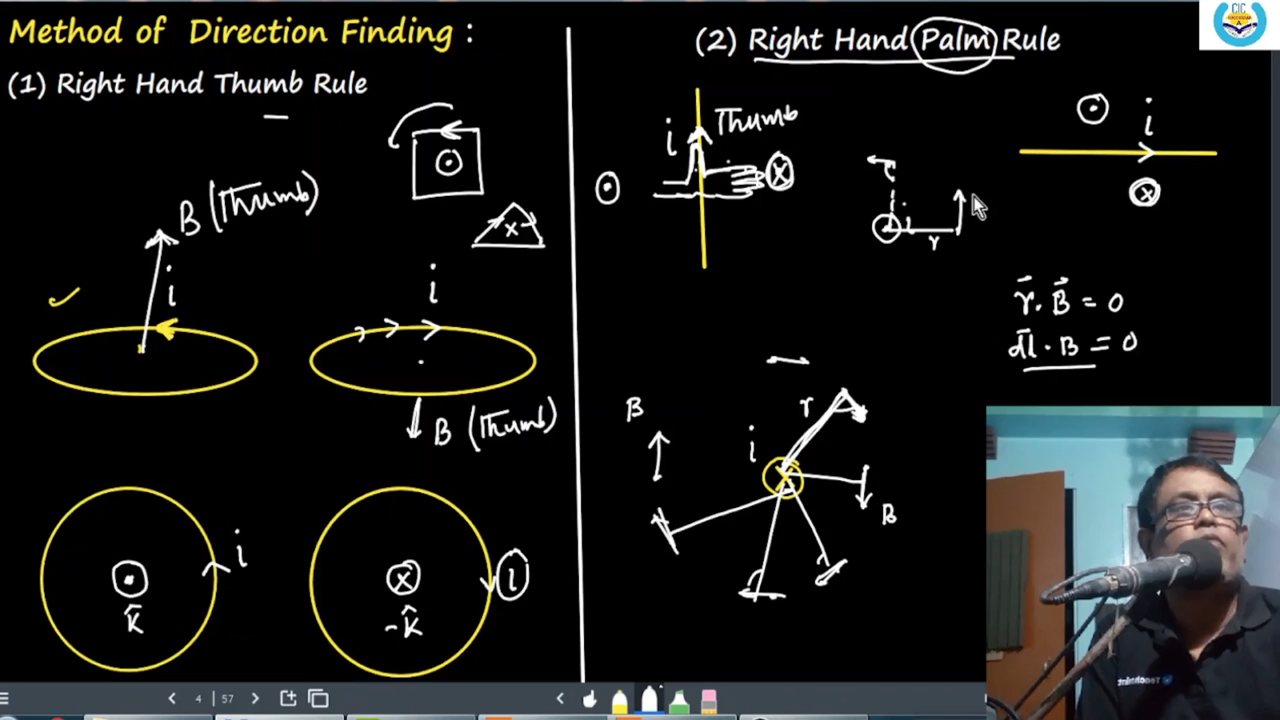 Method of Direction Finding :
(1) Right Hand Thumb Rule
B (Thumb)
i
i
B (Thumb)
i
k̂
i
-k̂
(2) Right Hand Palm Rule
i
Thumb
i
i
r
r⃗ . B⃗ = 0
d⃗l . B = 0
B
r
i
B
CIC
4 / 57